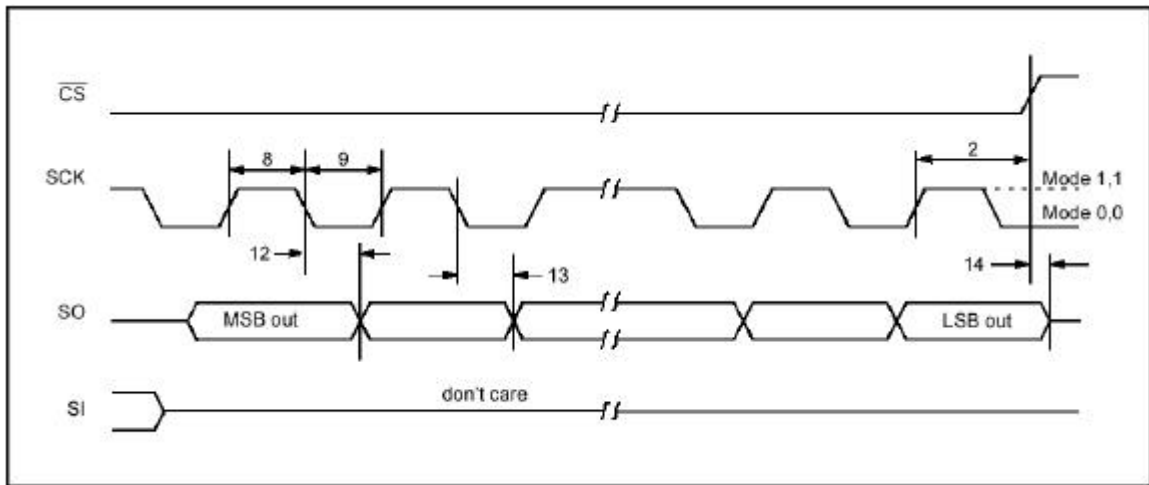 CS
SCK
8
9
2
Mode 1,1
Mode 0,0
12
13
14
SO
MSB out
LSB out
SI
don't care